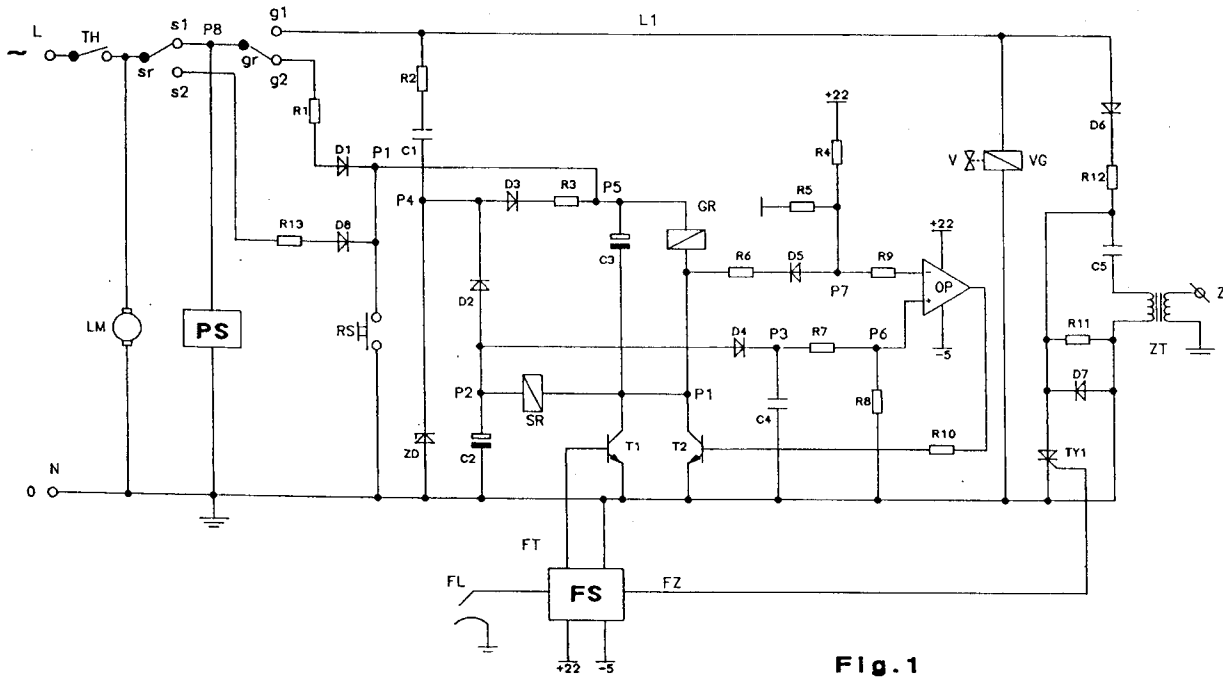 ~ L TH sr s1 s2 P8 gr g1 g2 L1
R1 D1 P1 R2 C1
R13 D8 RS
P4 D3 R3 P5 GR
D2 C3
R4 +22 R5
R6 D5 P7 R9 OP +22 -5
- +
D4 P3 R7 P6
P2 SR P1
C4 R8 R10
ZD C2 T1 T2
V VG
D6 R12 C5 Z ZT
R11 D7 TY1
LM PS
0 N
FT FL FS FZ
+22 -5
Fig.1